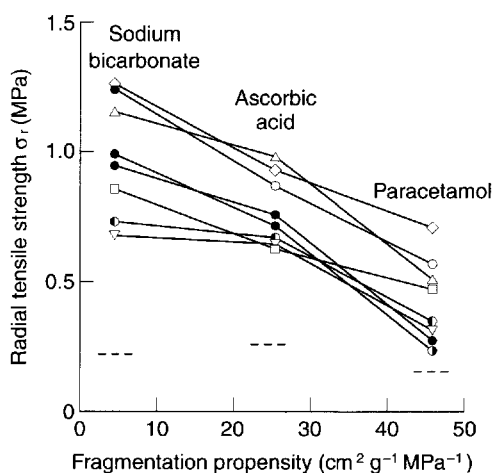 Sodium
bicarbonate
Ascorbic
acid
Paracetamol
Radial tensile strength σr (MPa)
1.5
1.0
0.5
0
0 10 20 30 40 50
Fragmentation propensity (cm² g⁻¹ MPa⁻¹)